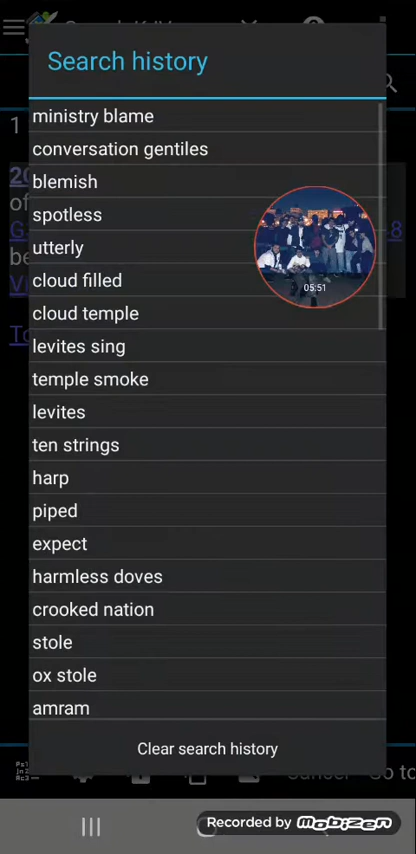 Search history
1
ministry blame
conversation gentiles
blemish
spotless
utterly
cloud filled
05:51
cloud temple
levites sing
temple smoke
levites
ten strings
harp
piped
expect
harmless doves
crooked nation
stole
ox stole
amram
Clear search history
Recorded by mobizen